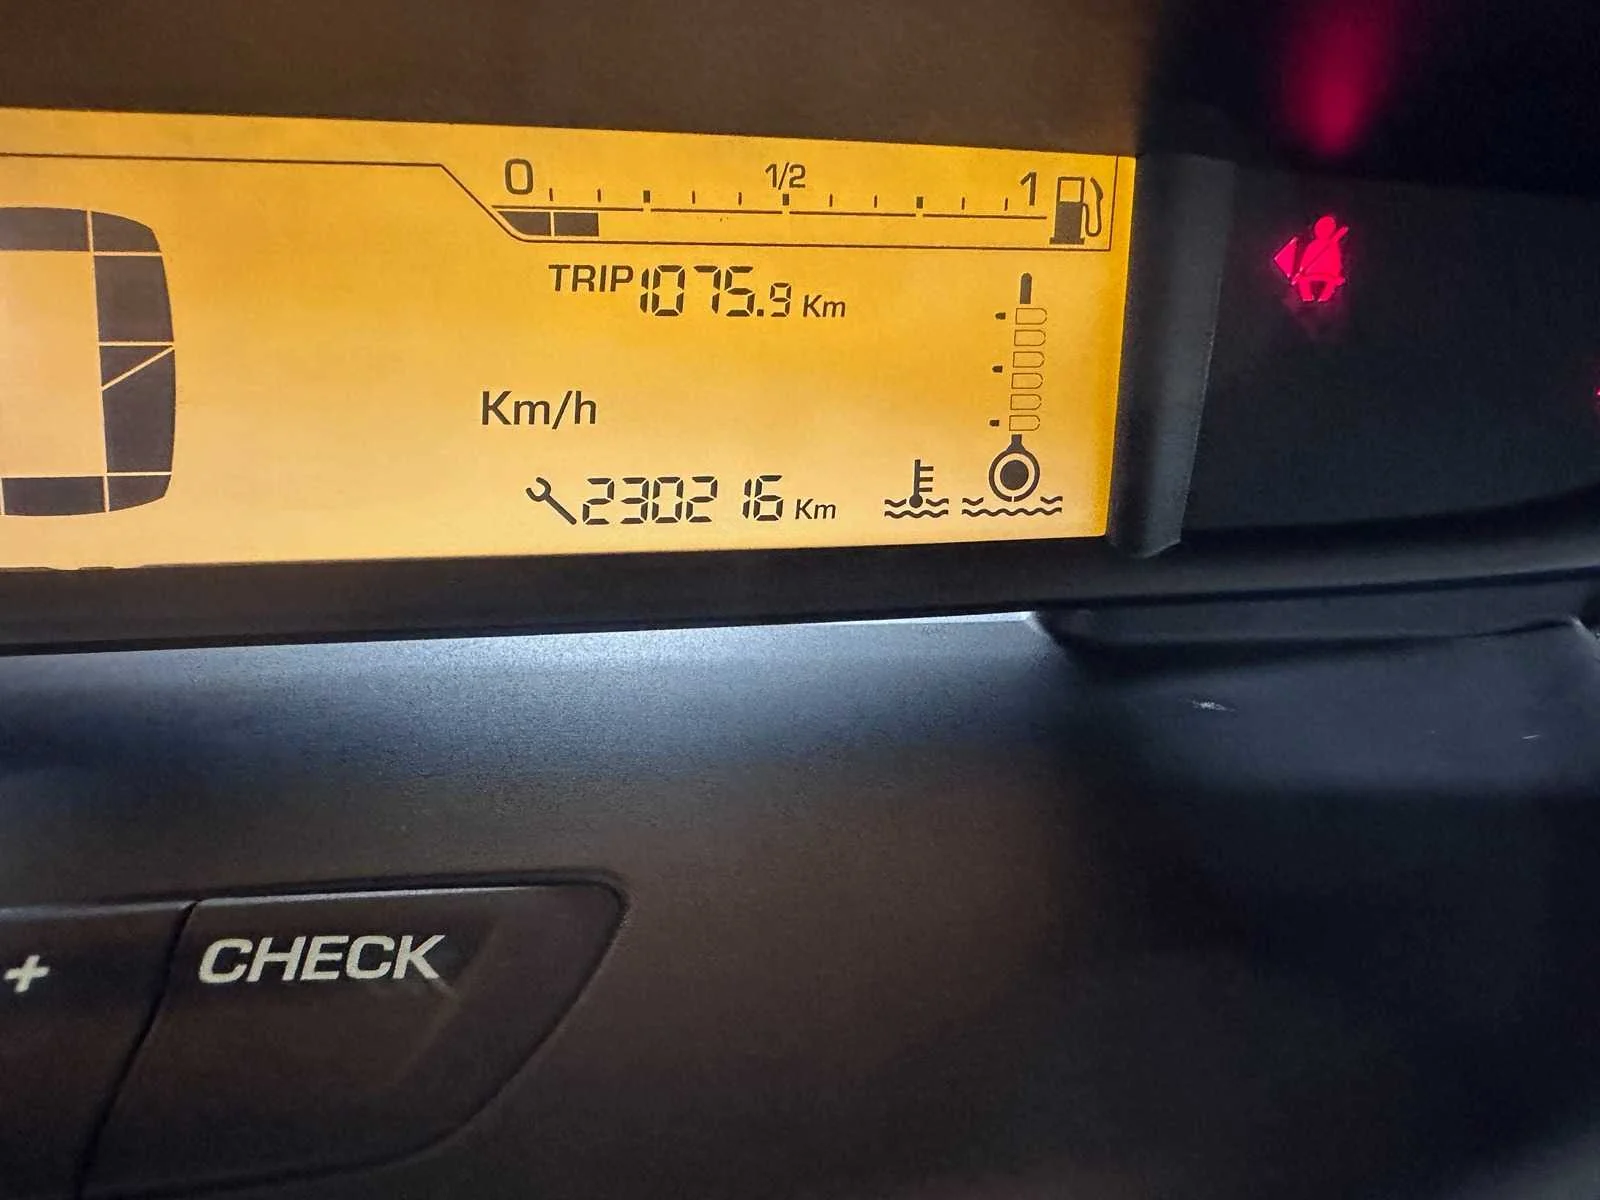 0 1/2 1
TRIP 1075.9 Km
Km/h
230216 Km
+ CHECK